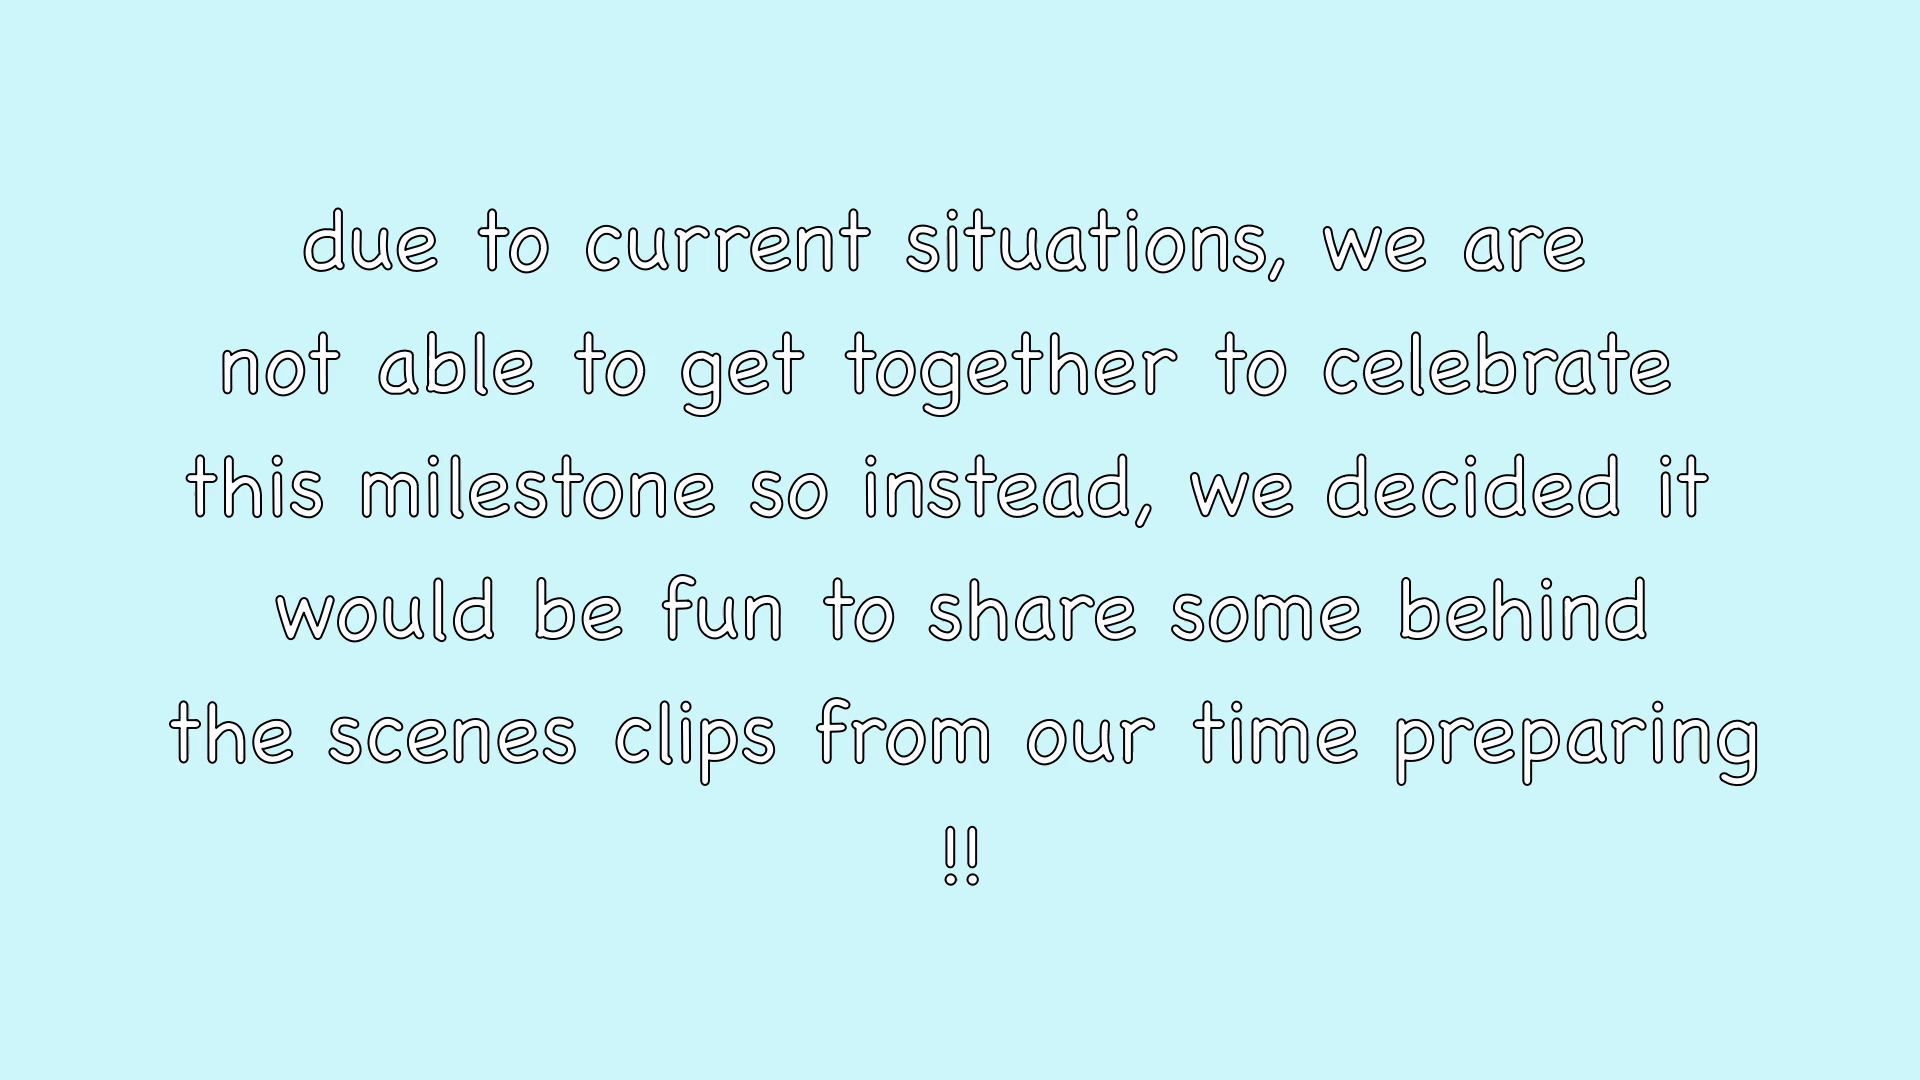 due to current situations, we are
not able to get together to celebrate
this milestone so instead, we decided it
would be fun to share some behind
the scenes clips from our time preparing
!!